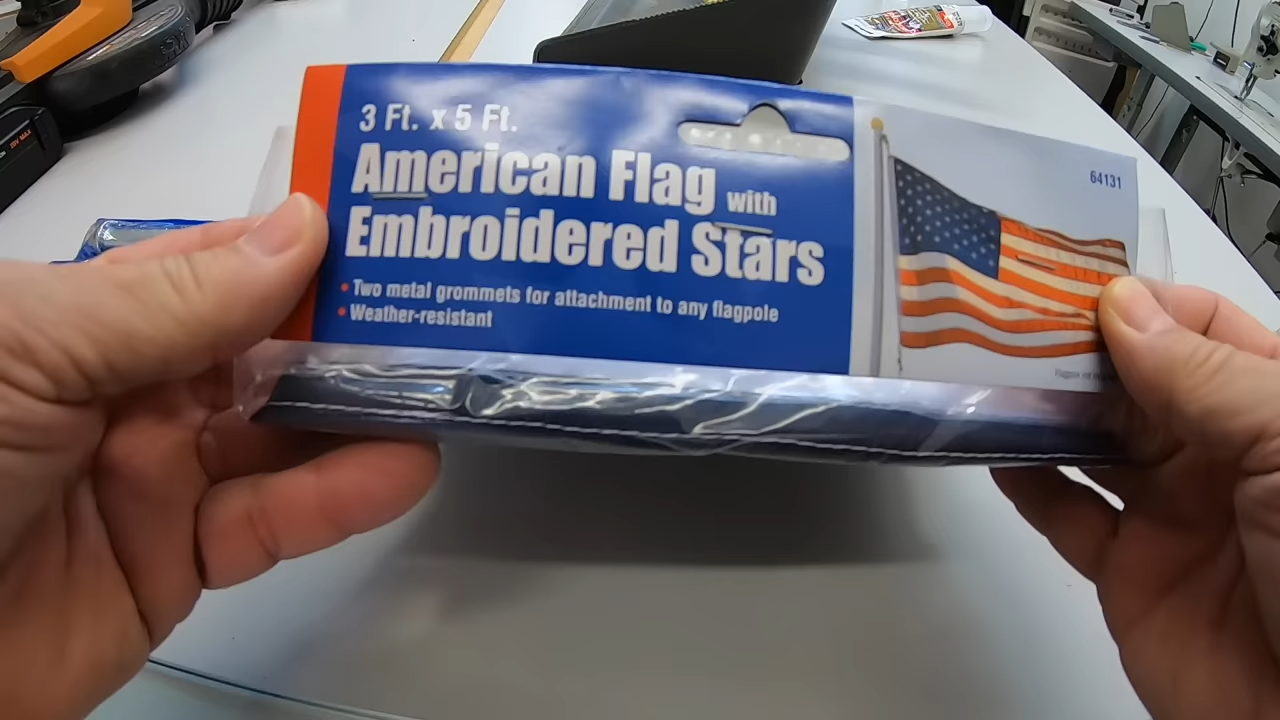 3 Ft. x 5 Ft.
American Flag with
Embroidered Stars
• Two metal grommets for attachment to any flagpole
• Weather-resistant
64131